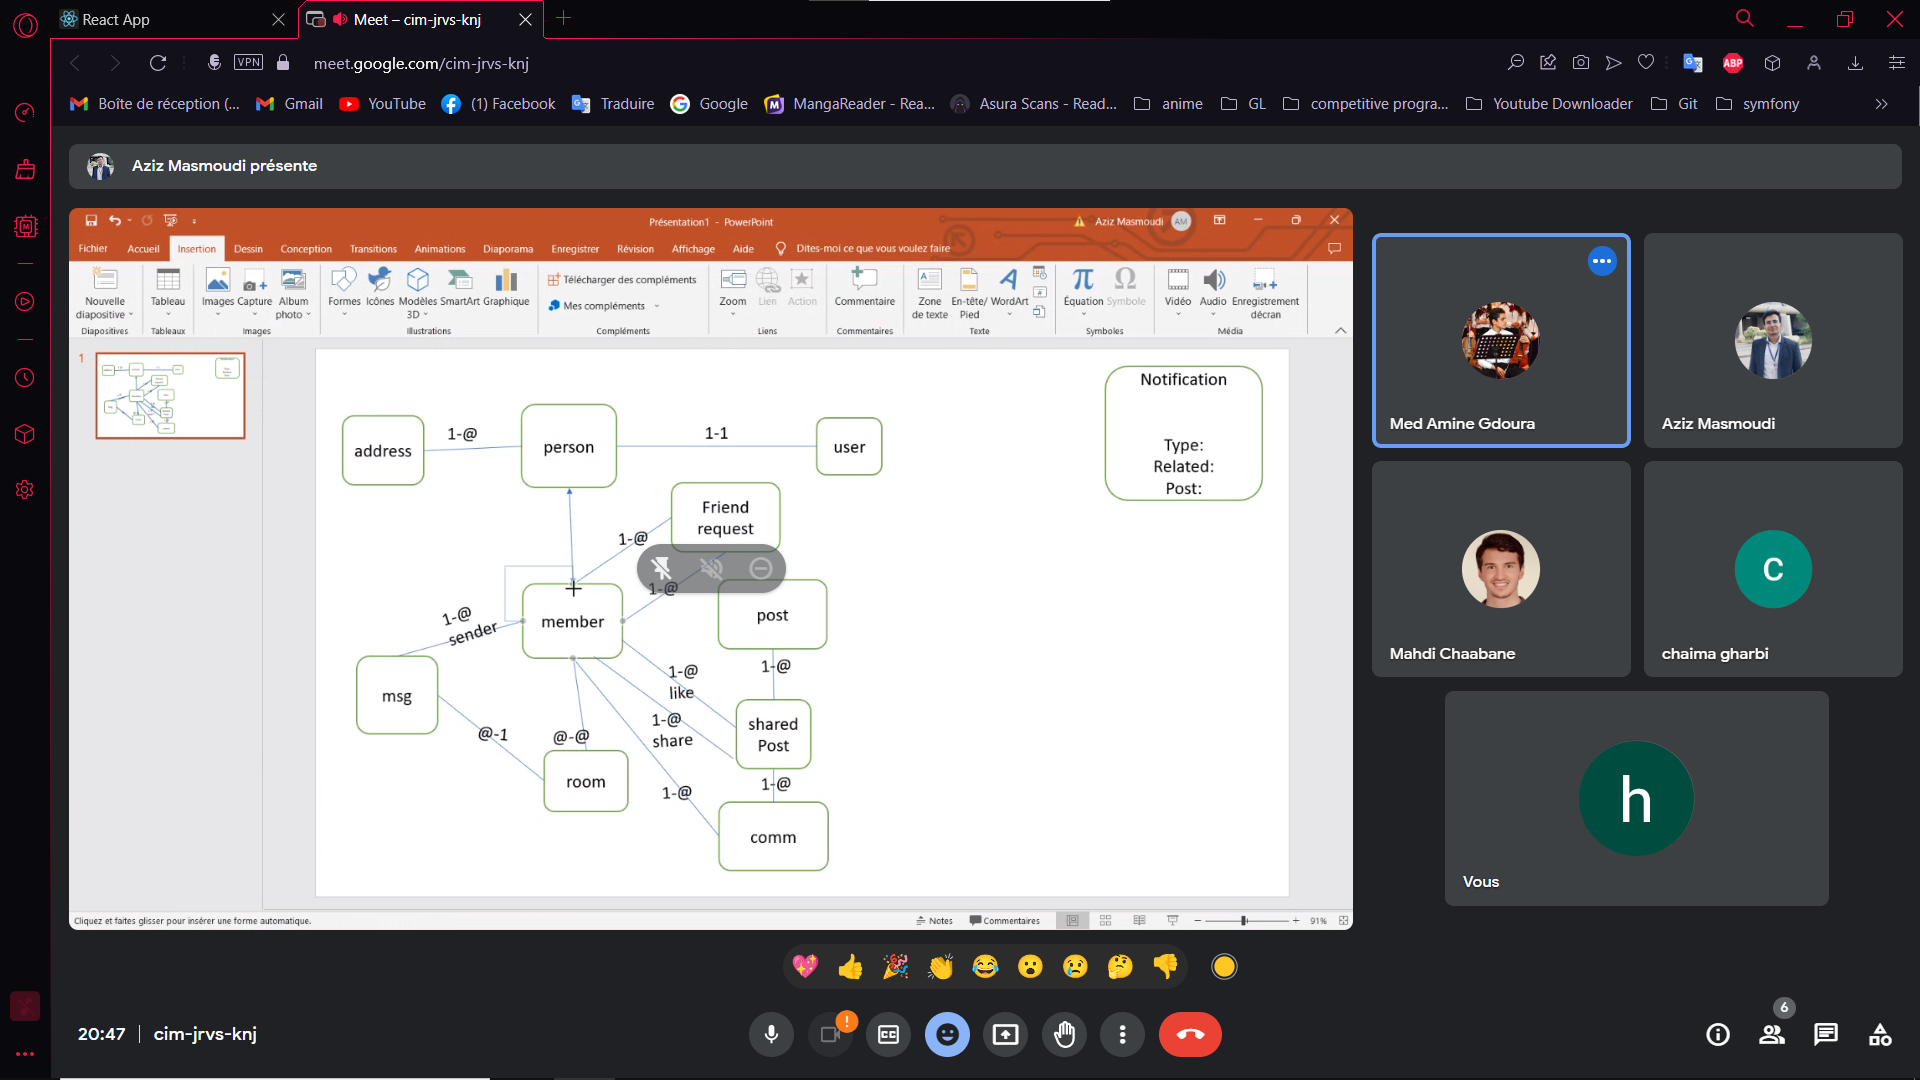 React App
Meet – cim-jrvs-knj
VPN
meet.google.com/cim-jrvs-knj
ABP
Boîte de réception (...
Gmail
YouTube
(1) Facebook
Traduire
Google
MangaReader - Rea...
Asura Scans - Read...
anime
GL
competitive progra...
Youtube Downloader
Git
symfony
Aziz Masmoudi présente
Présentation1 - PowerPoint
Aziz Masmoudi
AM
Fichier
Accueil
Insertion
Dessin
Conception
Transitions
Animations
Diaporama
Enregistrer
Révision
Affichage
Aide
Dites-moi ce que vous voulez faire
Nouvelle
diapositive
Diapositives
Tableau
Tableaux
Images
Capture
Album
photo
Images
Formes
Icônes
Modèles
3D
SmartArt
Graphique
Illustrations
Télécharger des compléments
Mes compléments
Compléments
Zoom
Lien
Action
Liens
Commentaire
Commentaires
Zone
de texte
En-tête/
Pied
WordArt
Texte
Équation
Symbole
Symboles
Vidéo
Audio
Enregistrement
décran
Média
1
address
1-@
person
1-1
user
Notification
Type:
Related:
Post:
Friend
request
1-@
1-@
member
post
1-@
sender
msg
@-1
@-@
room
1-@
like
1-@
share
1-@
1-@
shared
Post
1-@
comm
Cliquez et faites glisser pour insérer une forme automatique.
Notes
Commentaires
91%
Med Amine Gdoura
Aziz Masmoudi
Mahdi Chaabane
c
chaima gharbi
h
Vous
20:47
cim-jrvs-knj
CC
!
6